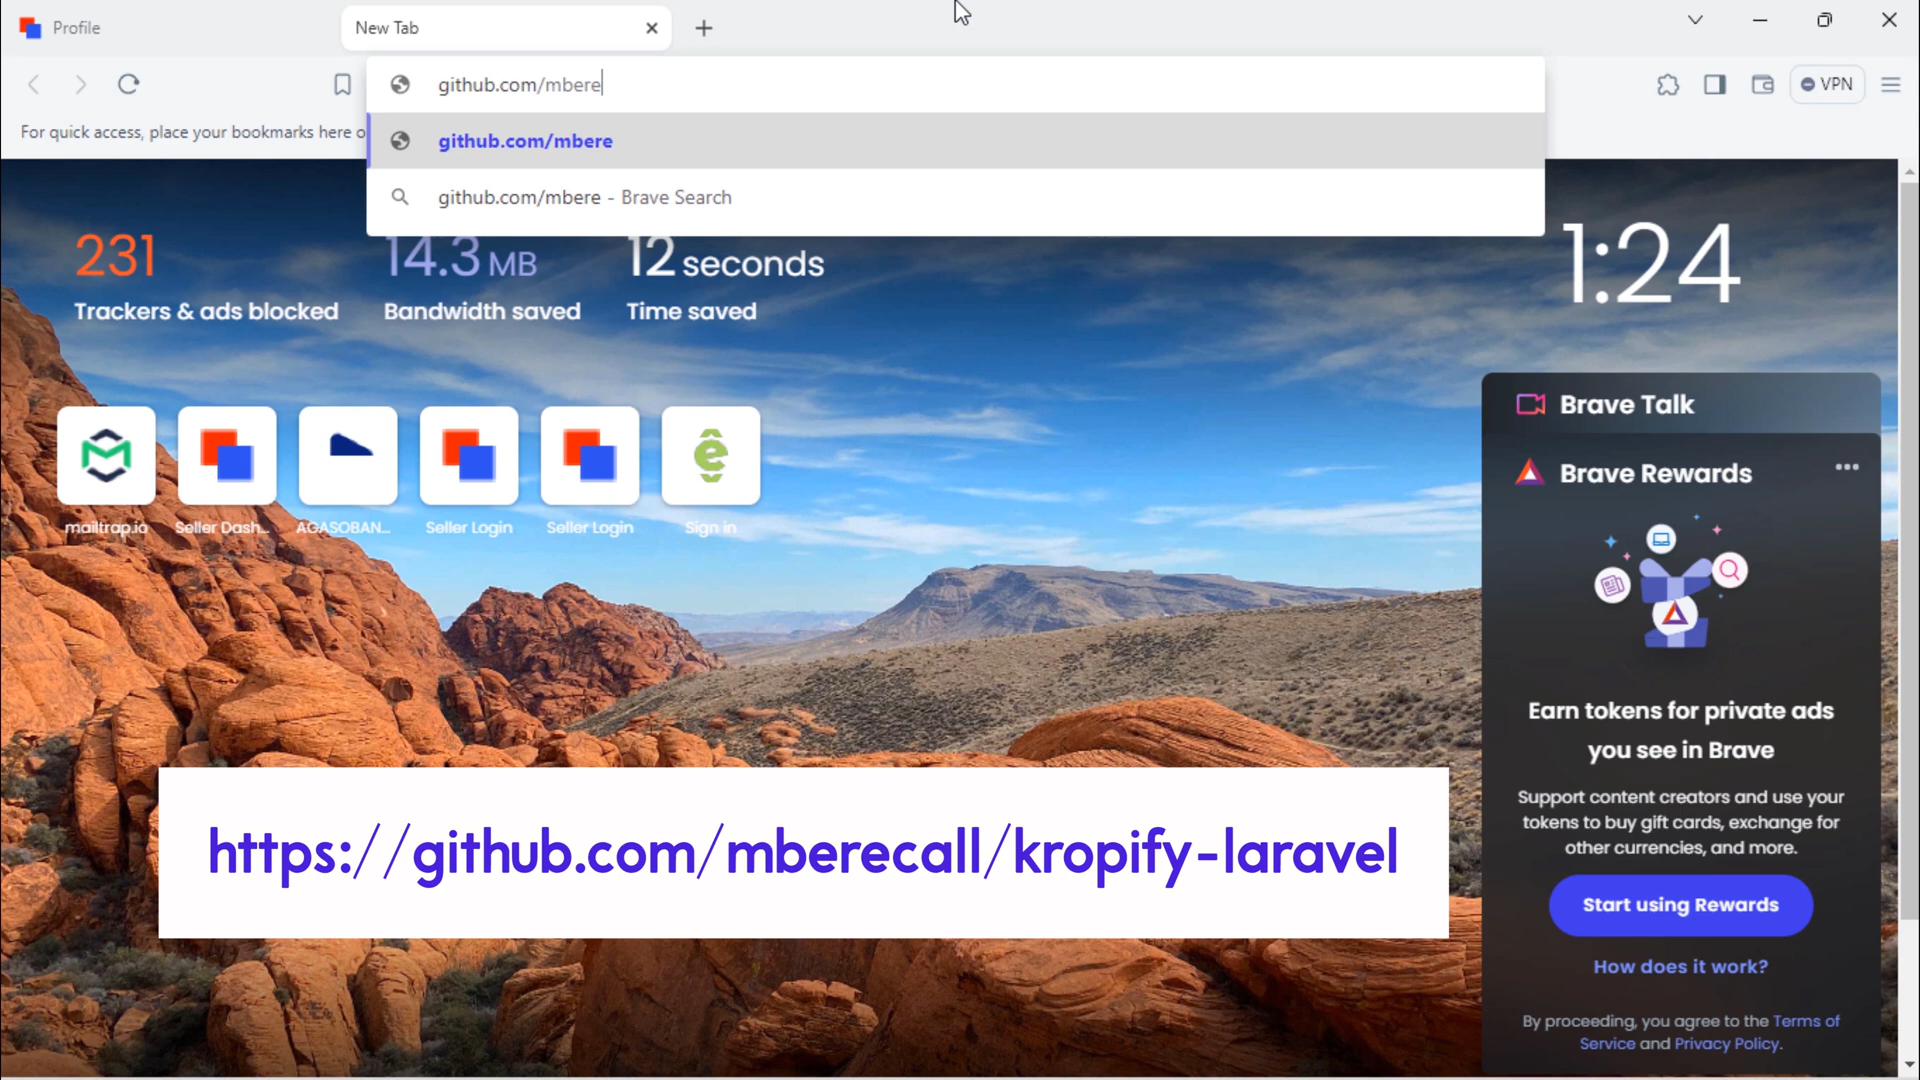 Profile
New Tab
github.com/mbere
VPN
For quick access, place your bookmarks here o
github.com/mbere
github.com/mbere - Brave Search
231
Trackers & ads blocked
14.3 MB
Bandwidth saved
12 seconds
Time saved
1:24
mailtrap.io
Seller Dash...
AGASOBAN...
Seller Login
Seller Login
Sign in
Brave Talk
Brave Rewards
Earn tokens for private ads
you see in Brave
Support content creators and use your
tokens to buy gift cards, exchange for
other currencies, and more.
Start using Rewards
How does it work?
By proceeding, you agree to the Terms of
Service and Privacy Policy.
https://github.com/mberecall/kropify-laravel